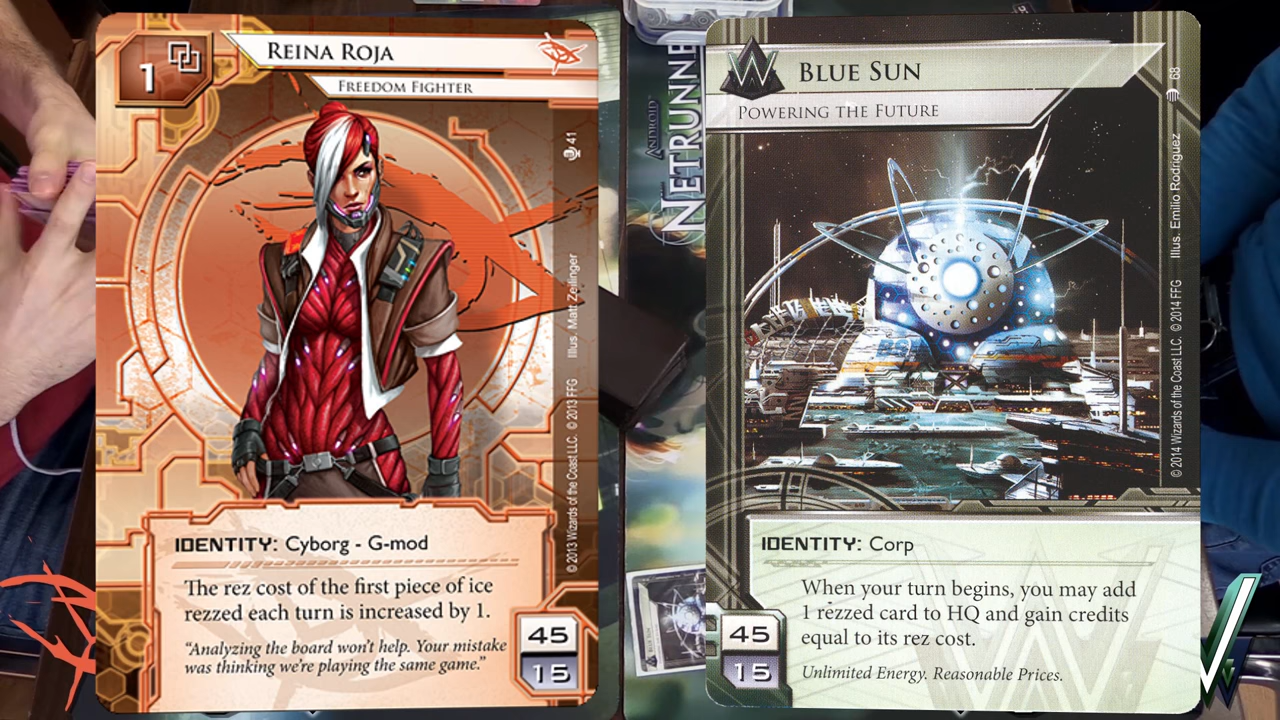 1
REINA ROJA
FREEDOM FIGHTER
41
Illus. Matt Zeilinger
©2013 Wizards of the Coast LLC. ©2013 FFG
IDENTITY: Cyborg - G-mod
The rez cost of the first piece of ice
rezzed each turn is increased by 1.
"Analyzing the board won't help. Your mistake
was thinking we're playing the same game."
45
15
ANDROID
NETRUNNE
BLUE SUN
POWERING THE FUTURE
68
Illus. Emilio Rodriguez
©2014 Wizards of the Coast LLC. ©2014 FFG
IDENTITY: Corp
When your turn begins, you may add
1 rezzed card to HQ and gain credits
equal to its rez cost.
Unlimited Energy. Reasonable Prices.
45
15